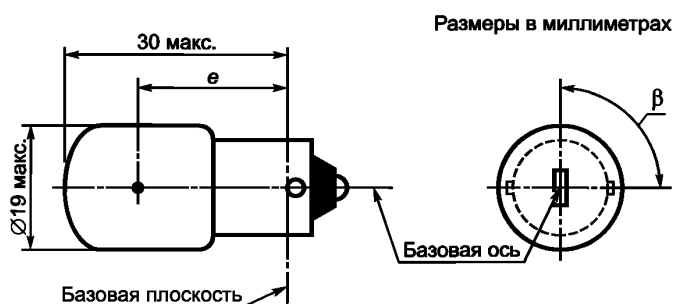 Размеры в миллиметрах
30 макс.
e
β
Ø19 макс.
Базовая ось
Базовая плоскость